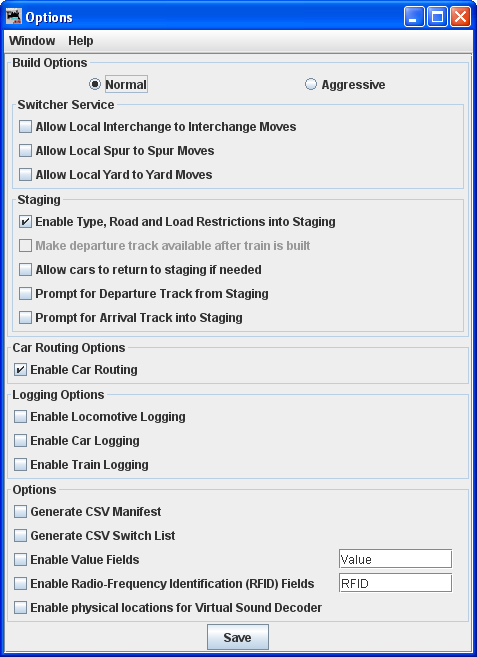 Options
Window Help
Build Options
Normal Aggressive
Switcher Service
Allow Local Interchange to Interchange Moves
Allow Local Spur to Spur Moves
Allow Local Yard to Yard Moves
Staging
Enable Type, Road and Load Restrictions into Staging
Make departure track available after train is built
Allow cars to return to staging if needed
Prompt for Departure Track from Staging
Prompt for Arrival Track into Staging
Car Routing Options
Enable Car Routing
Logging Options
Enable Locomotive Logging
Enable Car Logging
Enable Train Logging
Options
Generate CSV Manifest
Generate CSV Switch List
Enable Value Fields Value
Enable Radio-Frequency Identification (RFID) Fields RFID
Enable physical locations for Virtual Sound Decoder
Save